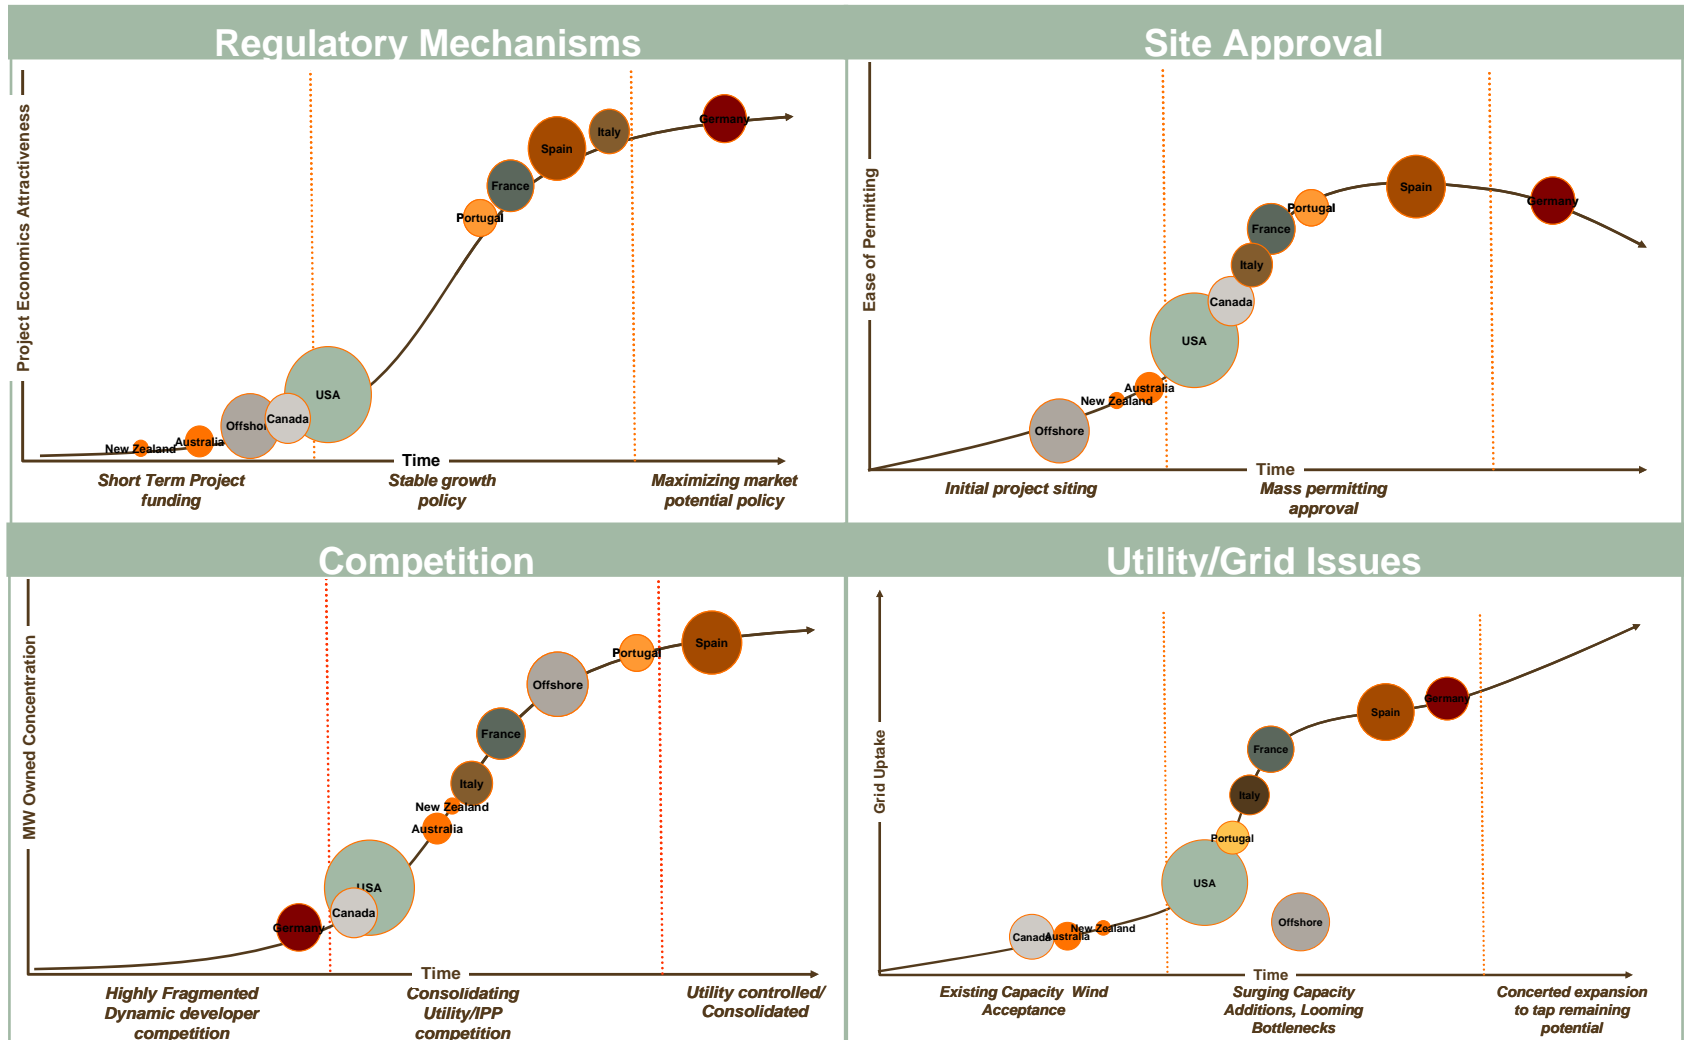 Regulatory Mechanisms
Project Economics Attractiveness
Germany
Italy
Spain
France
Portugal
USA
Canada
Offshor
Australia
New Zealand
Time
Short Term Project
funding
Stable growth
policy
Maximizing market
potential policy
Site Approval
Ease of Permitting
Spain
Germany
Portugal
France
Italy
Canada
USA
Australia
New Zealand
Offshore
Time
Initial project siting
Mass permitting
approval
Competition
MW Owned Concentration
Spain
Portugal
Offshore
France
Italy
New Zealand
Australia
USA
Canada
Germany
Time
Highly Fragmented
Dynamic developer
competition
Consolidating
Utility/IPP
competition
Utility controlled/
Consolidated
Utility/Grid Issues
Grid Uptake
Germany
Spain
France
Italy
Portugal
USA
Offshore
New Zealand
Canada
Australia
Time
Existing Capacity Wind
Acceptance
Surging Capacity
Additions, Looming
Bottlenecks
Concerted expansion
to tap remaining
potential